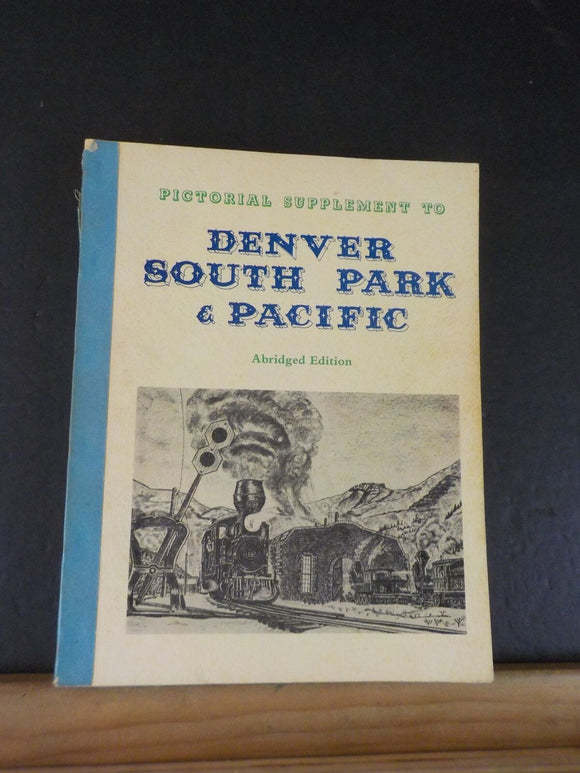 PICTORIAL SUPPLEMENT TO
DENVER
SOUTH PARK
& PACIFIC
Abridged Edition